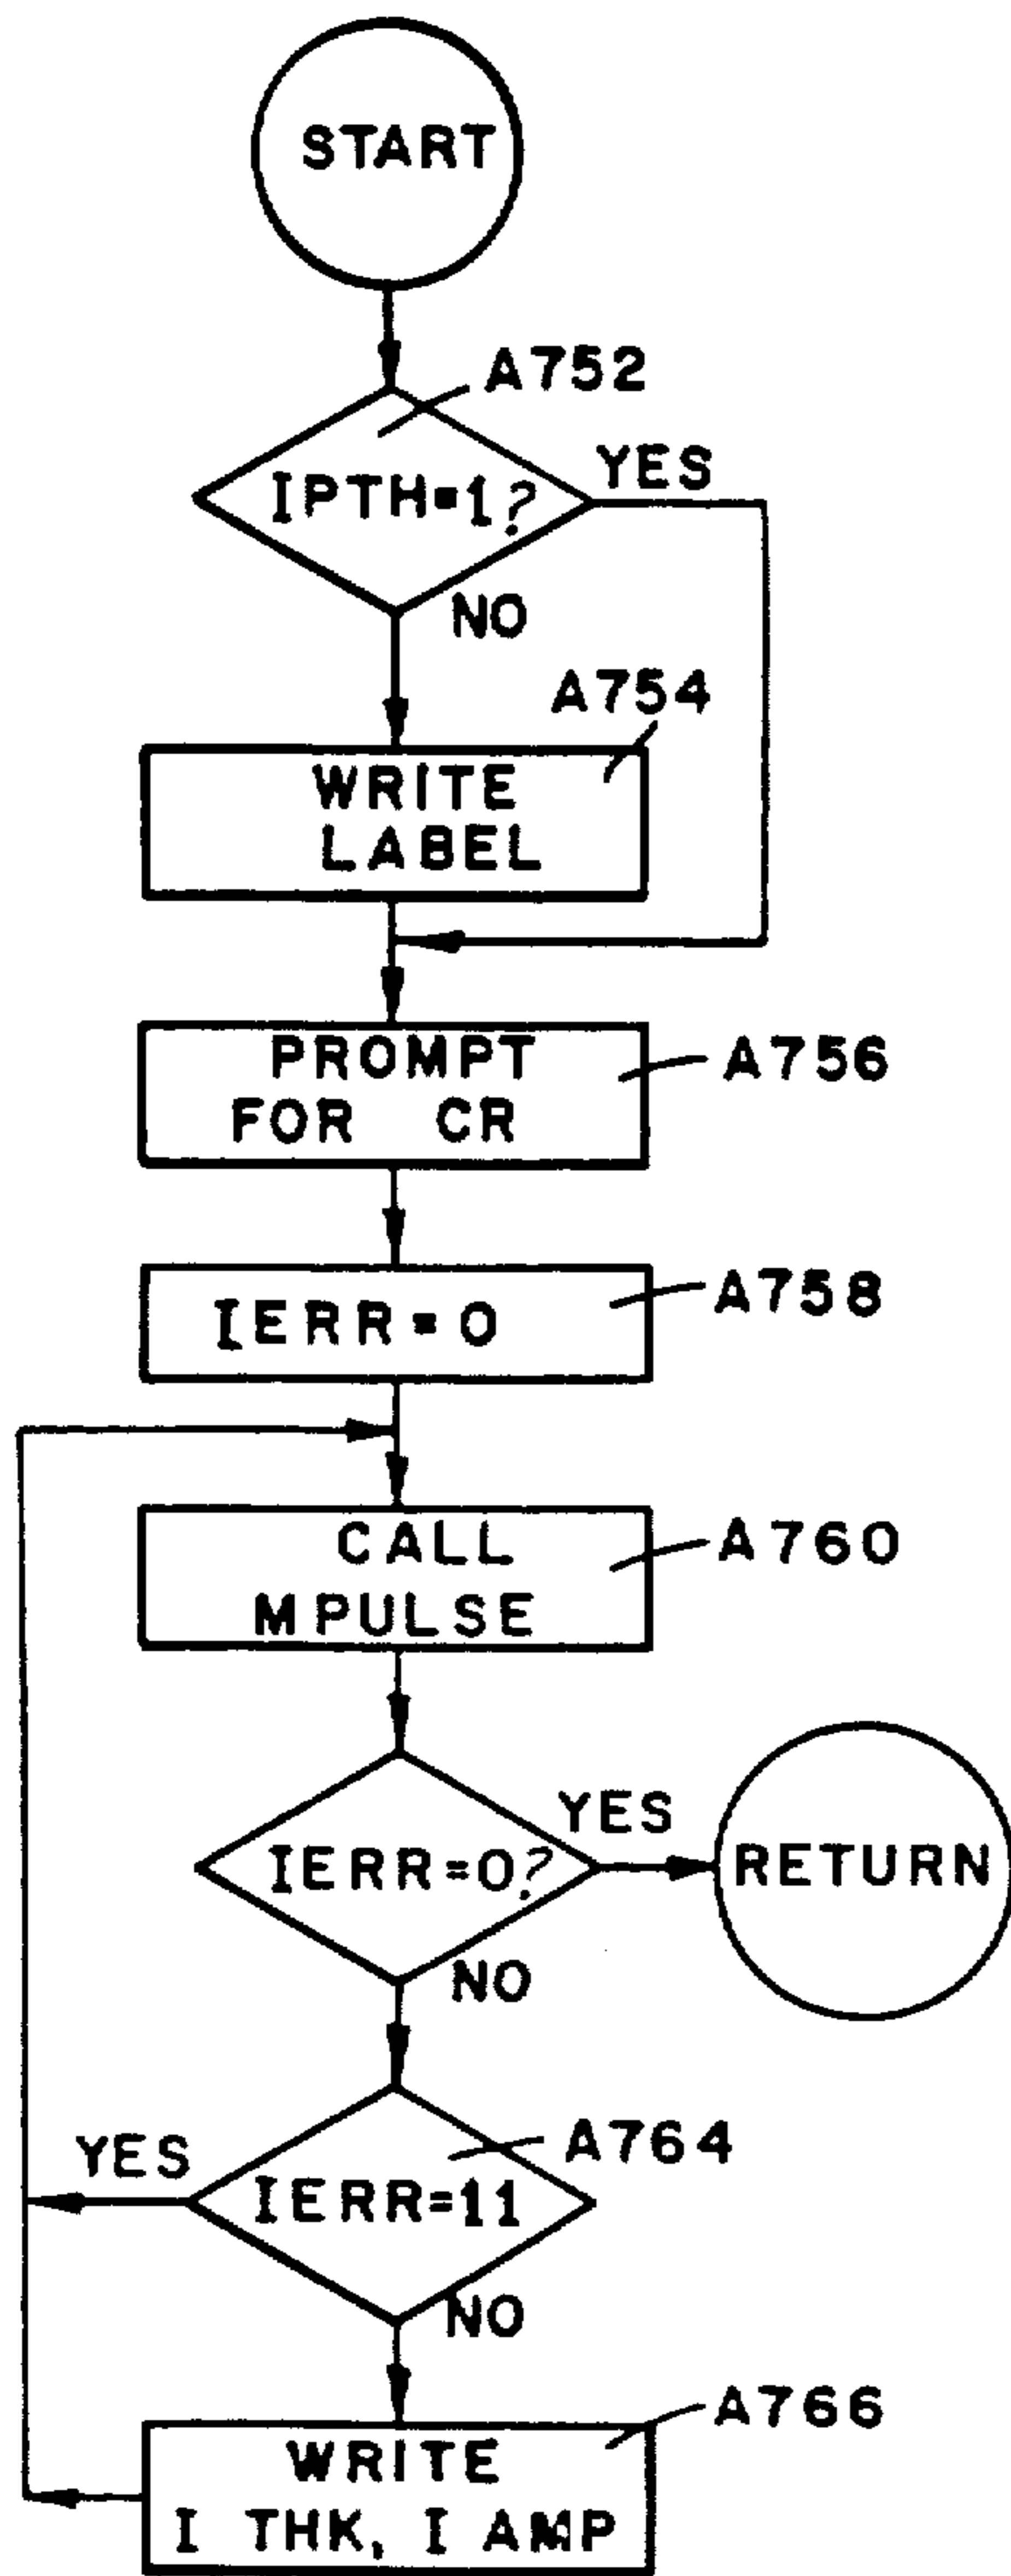 START
A752
IPTH=1?
YES
NO
A754
WRITE
LABEL
PROMPT
FOR CR
A756
IERR=0
A758
CALL
MPULSE
A760
IERR=0?
YES
RETURN
NO
A764
YES
IERR=11
NO
A766
WRITE
I THK, I AMP